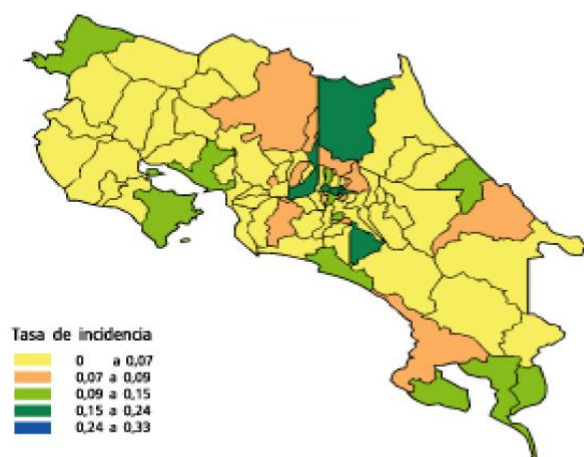 Tasa de incidencia
0 a 0,07
0,07 a 0,09
0,09 a 0,15
0,15 a 0,24
0,24 a 0,33